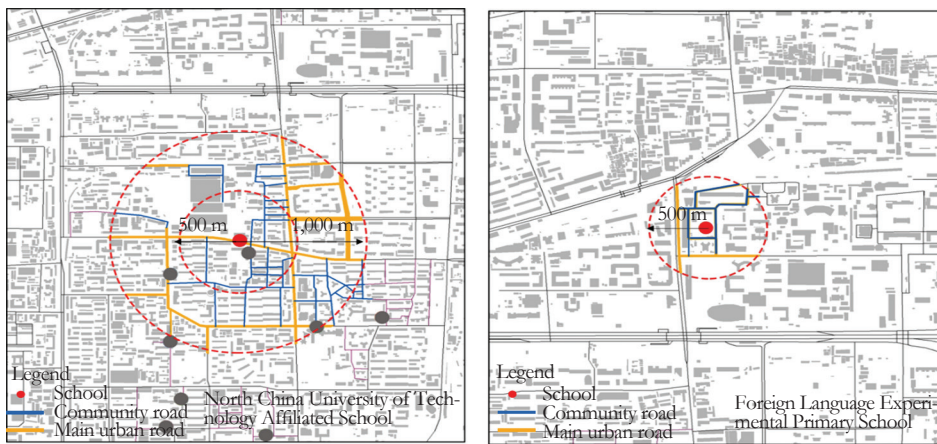 500 m
1,000 m
Legend
School
Community road
Main urban road
North China University of Tech-
nology Affiliated School
500 m
Legend
School
Community road
Main urban road
Foreign Language Experi-
mental Primary School